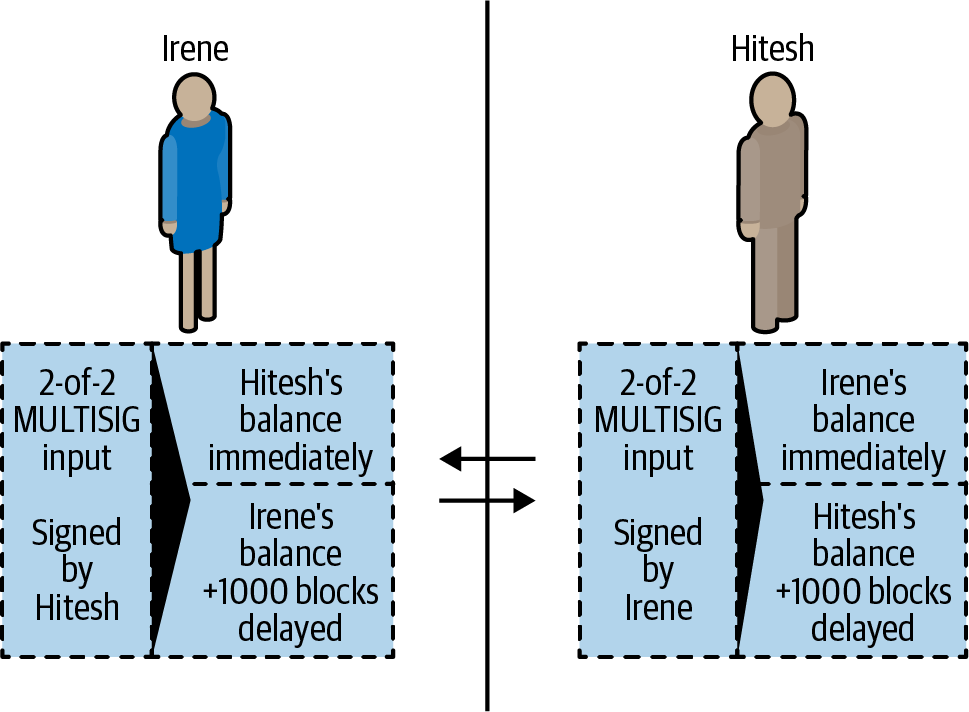 Irene
Hitesh
2-of-2
MULTISIG
input
Signed
by
Hitesh
Hitesh's
balance
immediately
Irene's
balance
+1000 blocks
delayed
2-of-2
MULTISIG
input
Signed
by
Irene
Irene's
balance
immediately
Hitesh's
balance
+1000 blocks
delayed